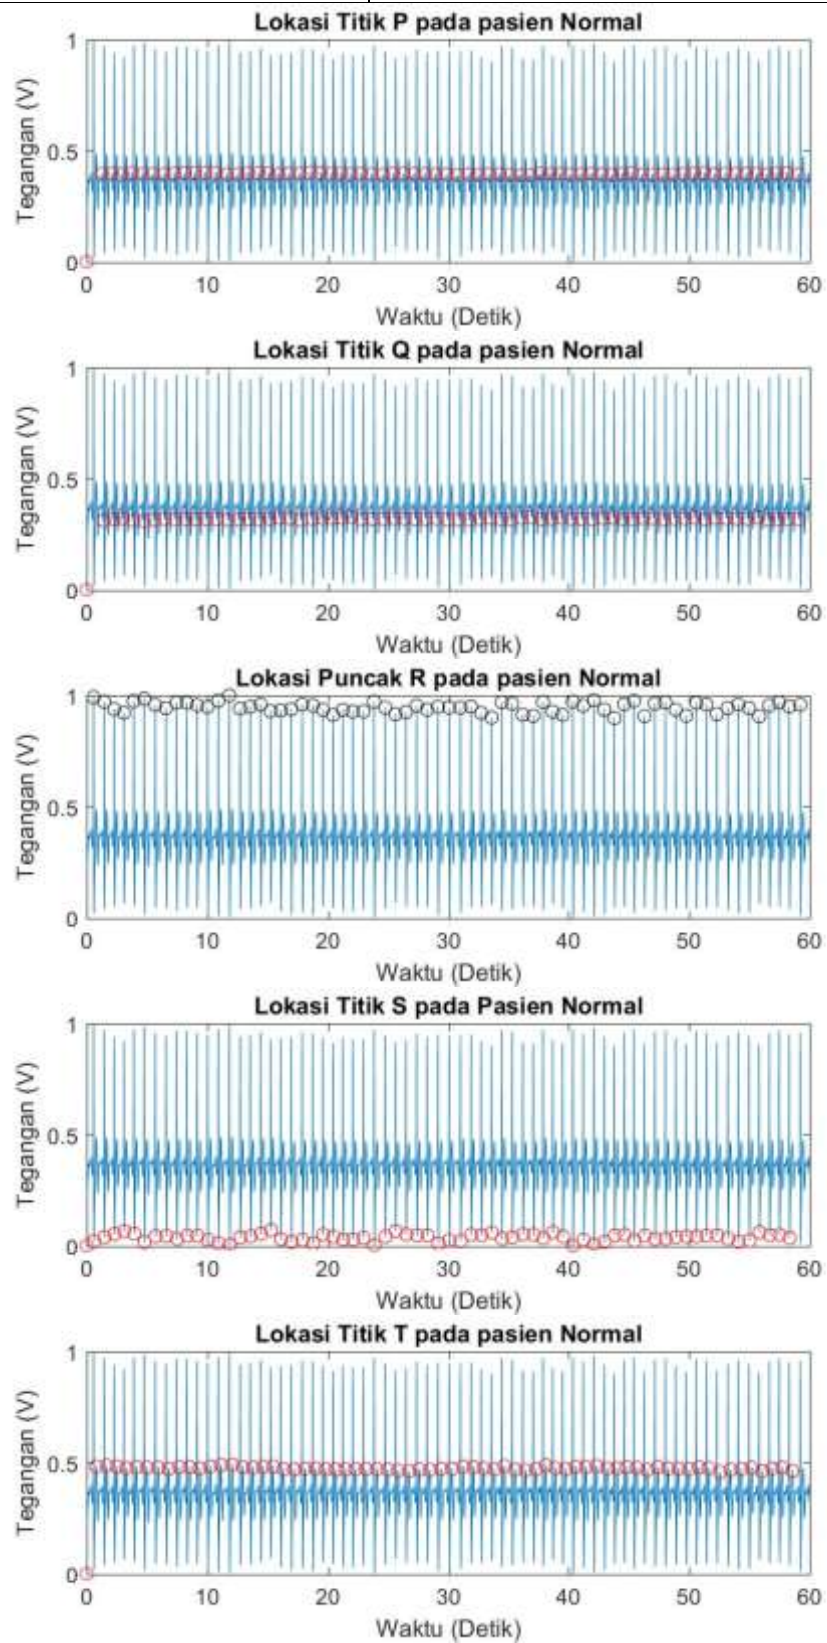 Lokasi Titik P pada pasien Normal
1
0.5
0
Tegangan (V)
0 10 20 30 40 50 60
Waktu (Detik)
Lokasi Titik Q pada pasien Normal
1
0.5
0
Tegangan (V)
0 10 20 30 40 50 60
Waktu (Detik)
Lokasi Puncak R pada pasien Normal
1
0.5
0
Tegangan (V)
0 10 20 30 40 50 60
Waktu (Detik)
Lokasi Titik S pada Pasien Normal
1
0.5
0
Tegangan (V)
0 10 20 30 40 50 60
Waktu (Detik)
Lokasi Titik T pada pasien Normal
1
0.5
0
Tegangan (V)
0 10 20 30 40 50 60
Waktu (Detik)